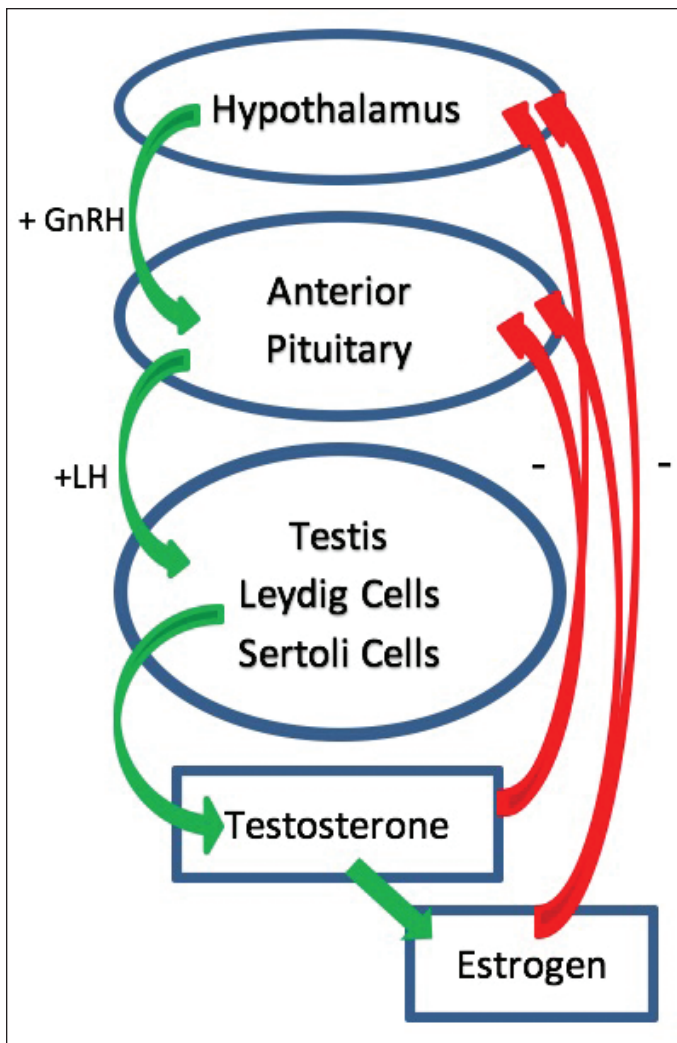 Hypothalamus
+ GnRH
Anterior
Pituitary
+LH
- -
Testis
Leydig Cells
Sertoli Cells
Testosterone
Estrogen